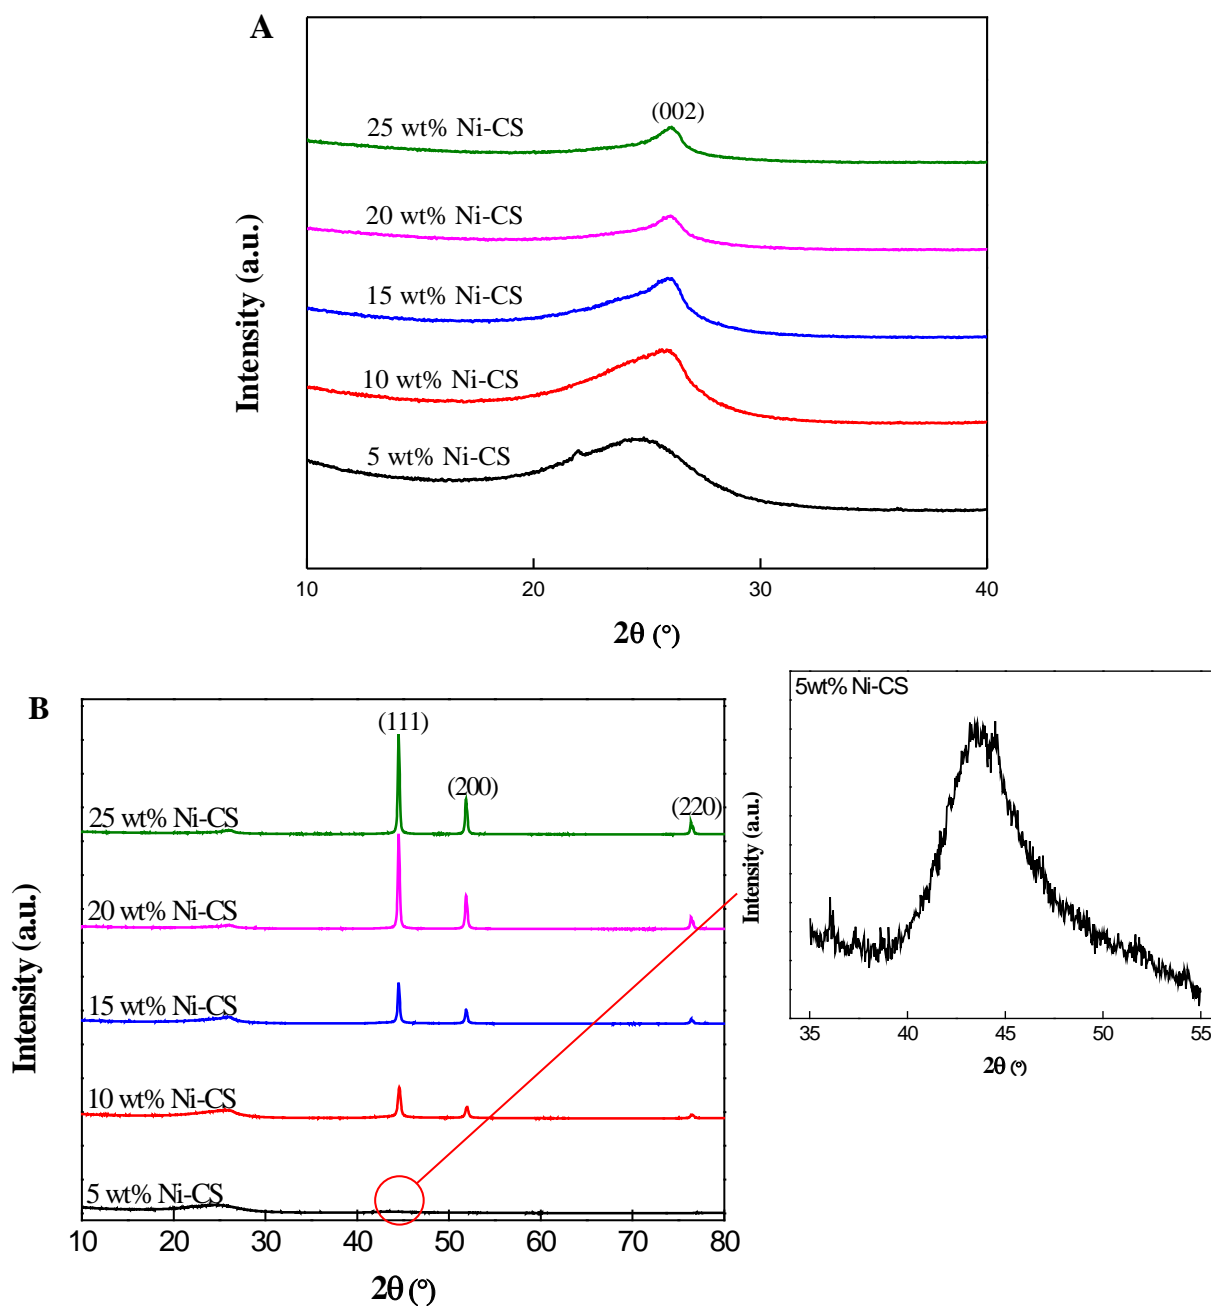 A
(002)
25 wt% Ni-CS
20 wt% Ni-CS
15 wt% Ni-CS
10 wt% Ni-CS
5 wt% Ni-CS
Intensity (a.u.)
10 20 30 40
2θ (°)
B
(111)
(200)
(220)
25 wt% Ni-CS
20 wt% Ni-CS
15 wt% Ni-CS
10 wt% Ni-CS
5 wt% Ni-CS
Intensity (a.u.)
10 20 30 40 50 60 70 80
2θ (°)
5wt% Ni-CS
Intensity (a.u.)
35 40 45 50 55
2θ (°)